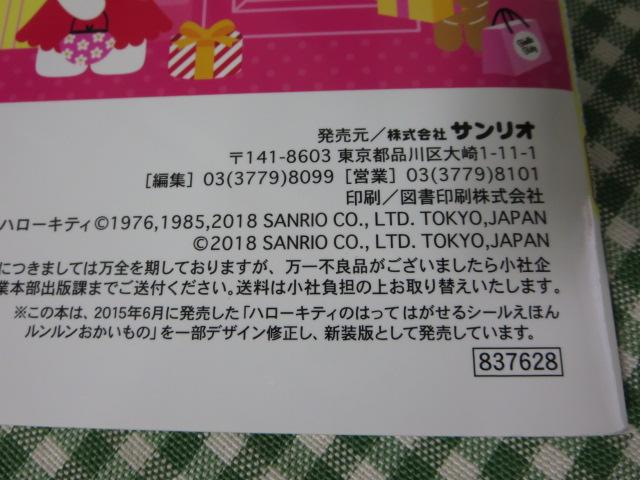 発売元／株式会社 サンリオ
〒141-8603 東京都品川区大崎1-11-1
[編集] 03(3779)8099 [営業] 03(3779)8101
印刷／図書印刷株式会社
ハローキティ©1976,1985,2018 SANRIO CO., LTD. TOKYO,JAPAN
©2018 SANRIO CO., LTD. TOKYO,JAPAN
につきましては万全を期しておりますが、万一不良品がございましたら小社企
業本部出版課までご送付ください。送料は小社負担の上お取り替えいたします。
※この本は、2015年6月に発売した「ハローキティのはってはがせるシールえほん
ルンルンおかいもの」を一部デザイン修正し、新装版として発売しています。
837628